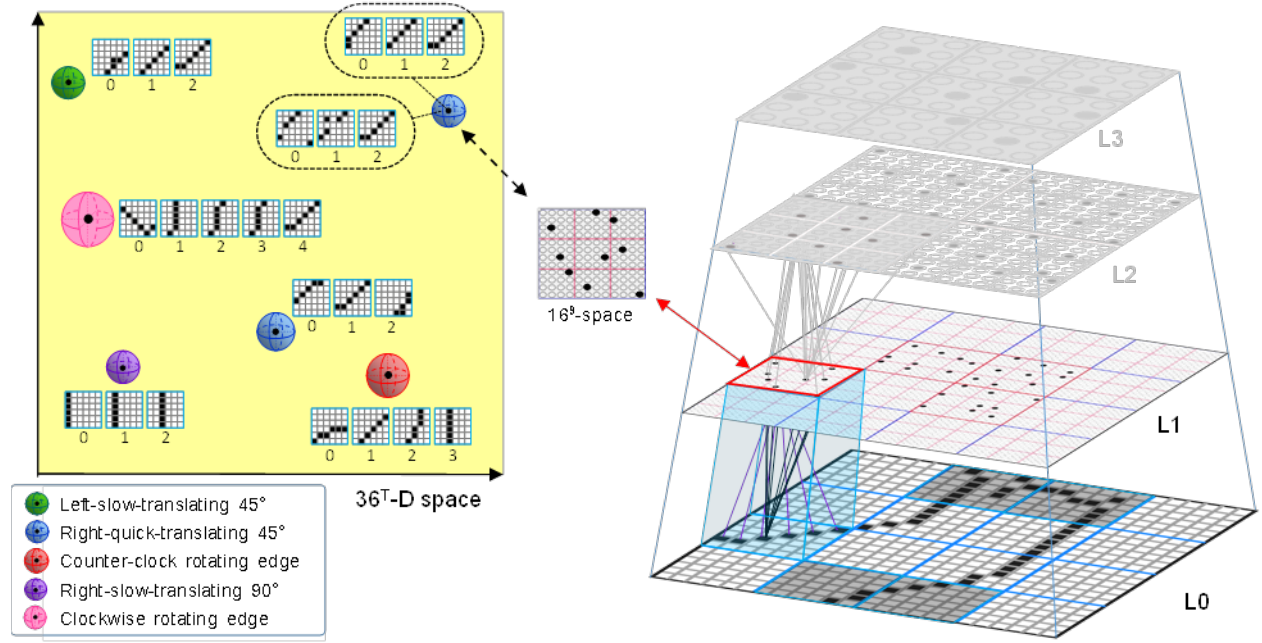 0 1 2
0 1 2
0 1 2
0 1 2 3 4
0 1 2
0 1 2
0 1 2 3
36ᵀ-D space
Left-slow-translating 45°
Right-quick-translating 45°
Counter-clock rotating edge
Right-slow-translating 90°
Clockwise rotating edge
16⁹-space
L3
L2
L1
L0